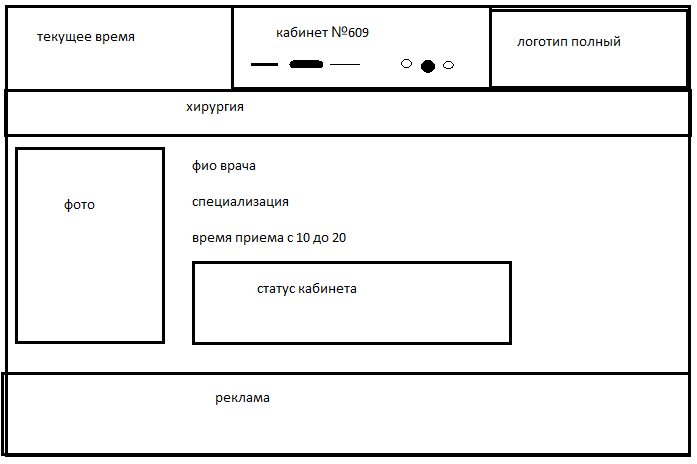 текущее время
кабинет №609
логотип полный
хирургия
фото
фио врача
специализация
время приема с 10 до 20
статус кабинета
реклама